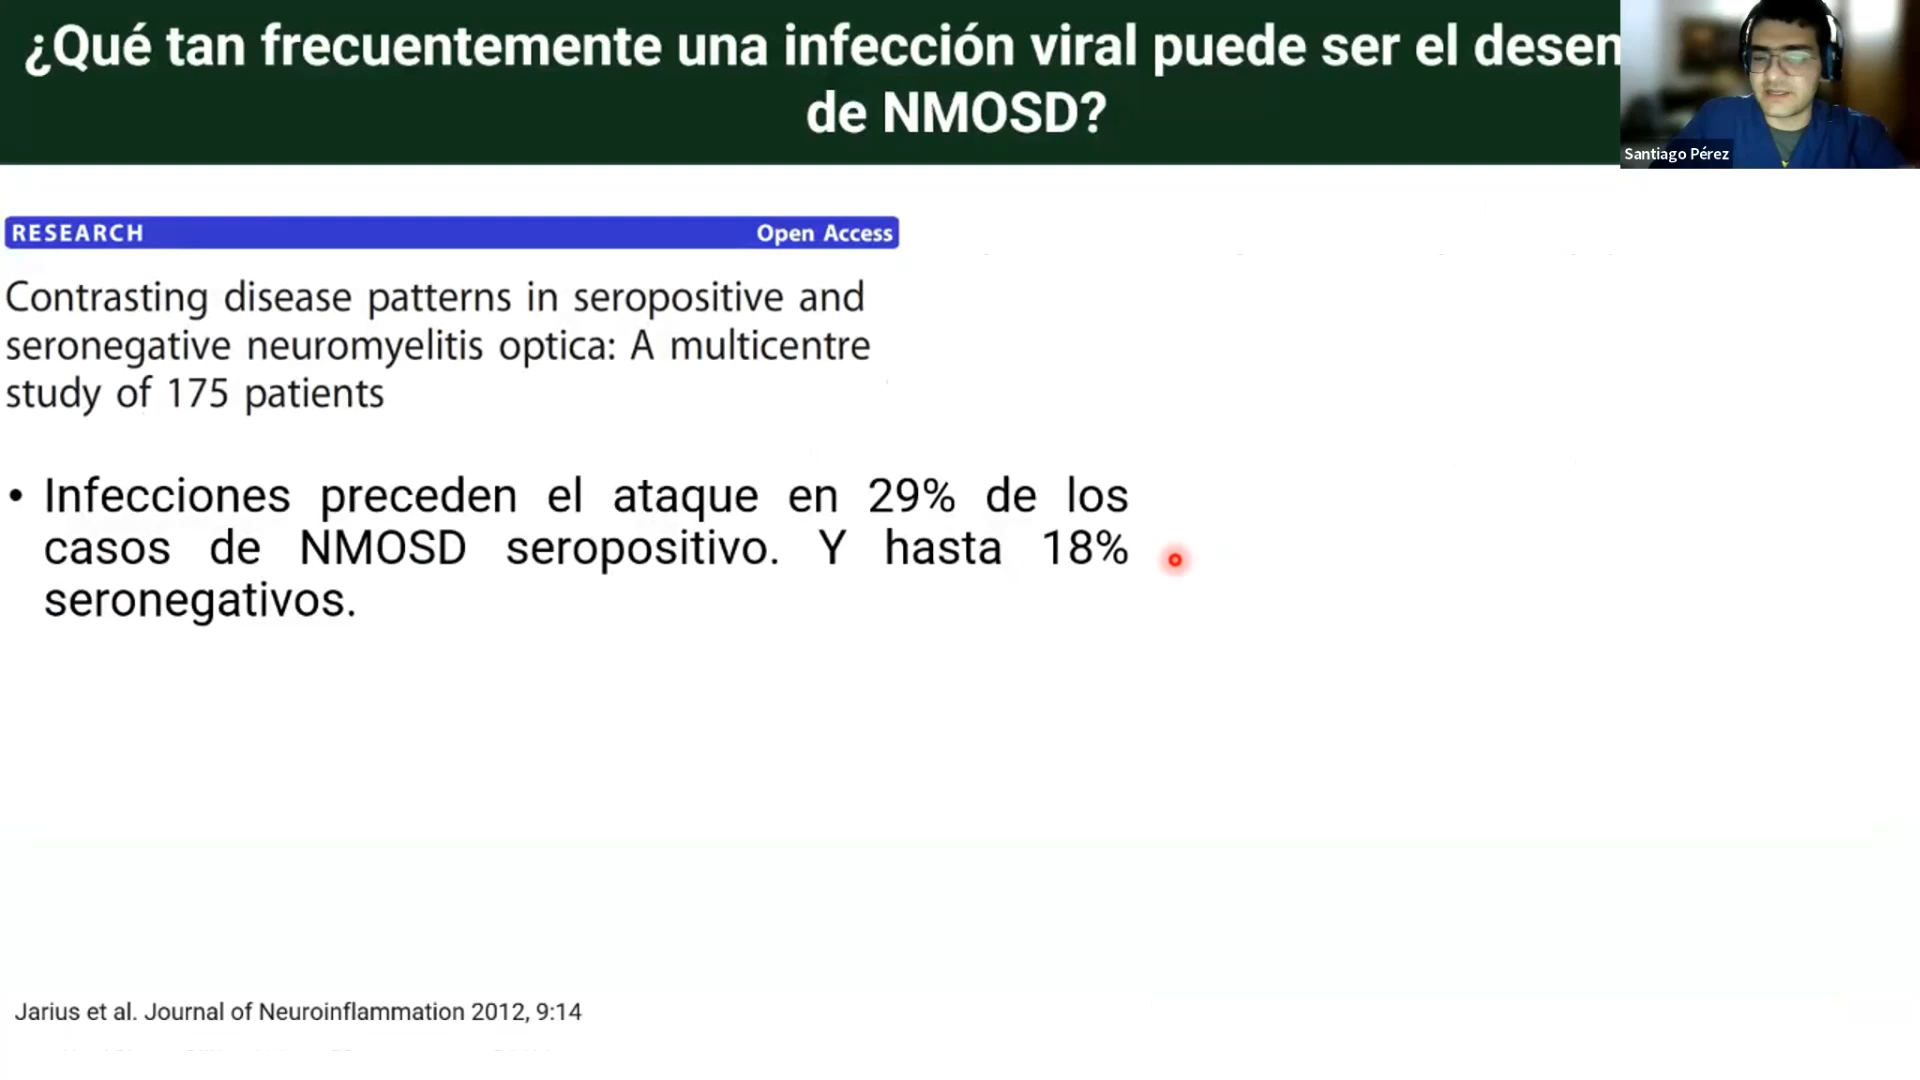 ¿Qué tan frecuentemente una infección viral puede ser el desen
de NMOSD?
Santiago Pérez
RESEARCH Open Access
Contrasting disease patterns in seropositive and
seronegative neuromyelitis optica: A multicentre
study of 175 patients
• Infecciones preceden el ataque en 29% de los
casos de NMOSD seropositivo. Y hasta 18%
seronegativos.
Jarius et al. Journal of Neuroinflammation 2012, 9:14